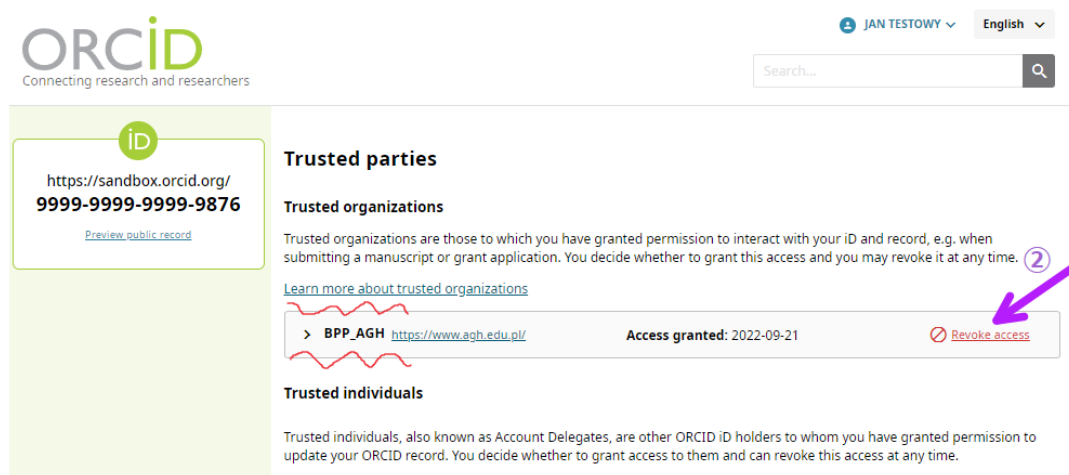 JAN TESTOWY
English
ORCiD
Connecting research and researchers
Search...
iD
https://sandbox.orcid.org/
9999-9999-9999-9876
Preview public record
Trusted parties
Trusted organizations
Trusted organizations are those to which you have granted permission to interact with your iD and record, e.g. when
submitting a manuscript or grant application. You decide whether to grant this access and you may revoke it at any time.
②
Learn more about trusted organizations
BPP_AGH https://www.agh.edu.pl/ Access granted: 2022-09-21 Revoke access
Trusted individuals
Trusted individuals, also known as Account Delegates, are other ORCID iD holders to whom you have granted permission to
update your ORCID record. You decide whether to grant access to them and can revoke this access at any time.